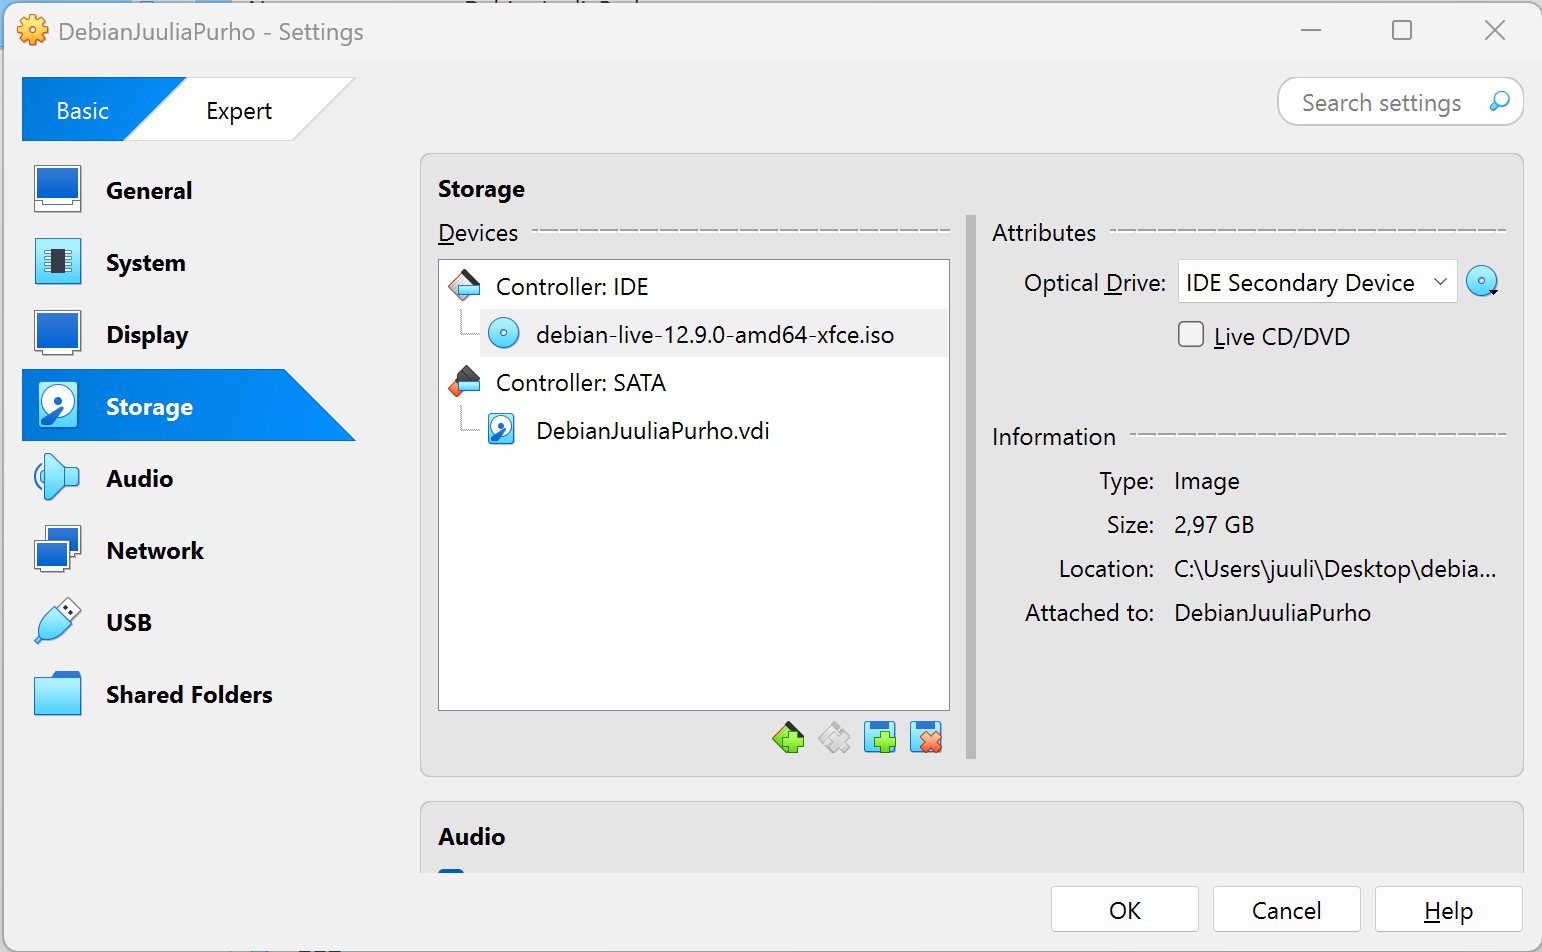 DebianJuuliaPurho - Settings
Basic
Expert
Search settings
General
System
Display
Storage
Audio
Network
USB
Shared Folders
Storage
Devices
Controller: IDE
debian-live-12.9.0-amd64-xfce.iso
Controller: SATA
DebianJuuliaPurho.vdi
Attributes
Optical Drive: IDE Secondary Device
Live CD/DVD
Information
Type: Image
Size: 2,97 GB
Location: C:\Users\juuli\Desktop\debia...
Attached to: DebianJuuliaPurho
Audio
OK
Cancel
Help